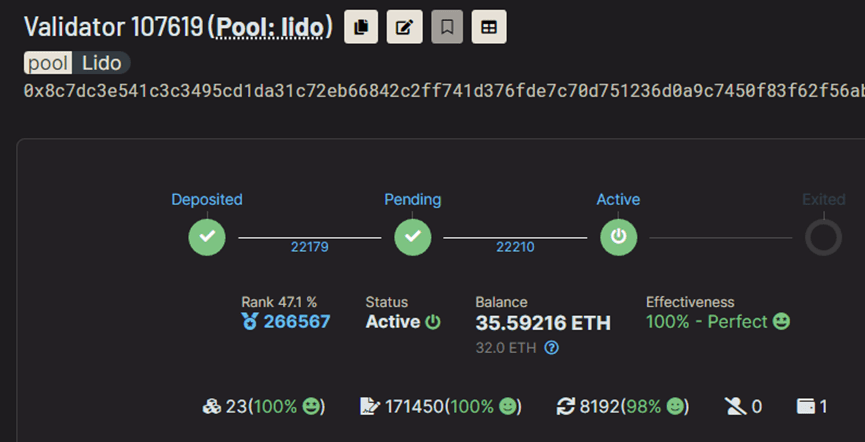 Validator 107619 (Pool: lido)
pool Lido
0x8c7dc3e541c3c3495cd1da31c72eb66842c2ff741d376fde7c70d751236d0a9c7450f83f62f56ab
Deposited Pending Active Exited
22179 22210
Rank 47.1 % Status Balance Effectiveness
266567 Active 35.59216 ETH 100% - Perfect
32.0 ETH
23(100% ) 171450(100% ) 8192(98% ) 0 1